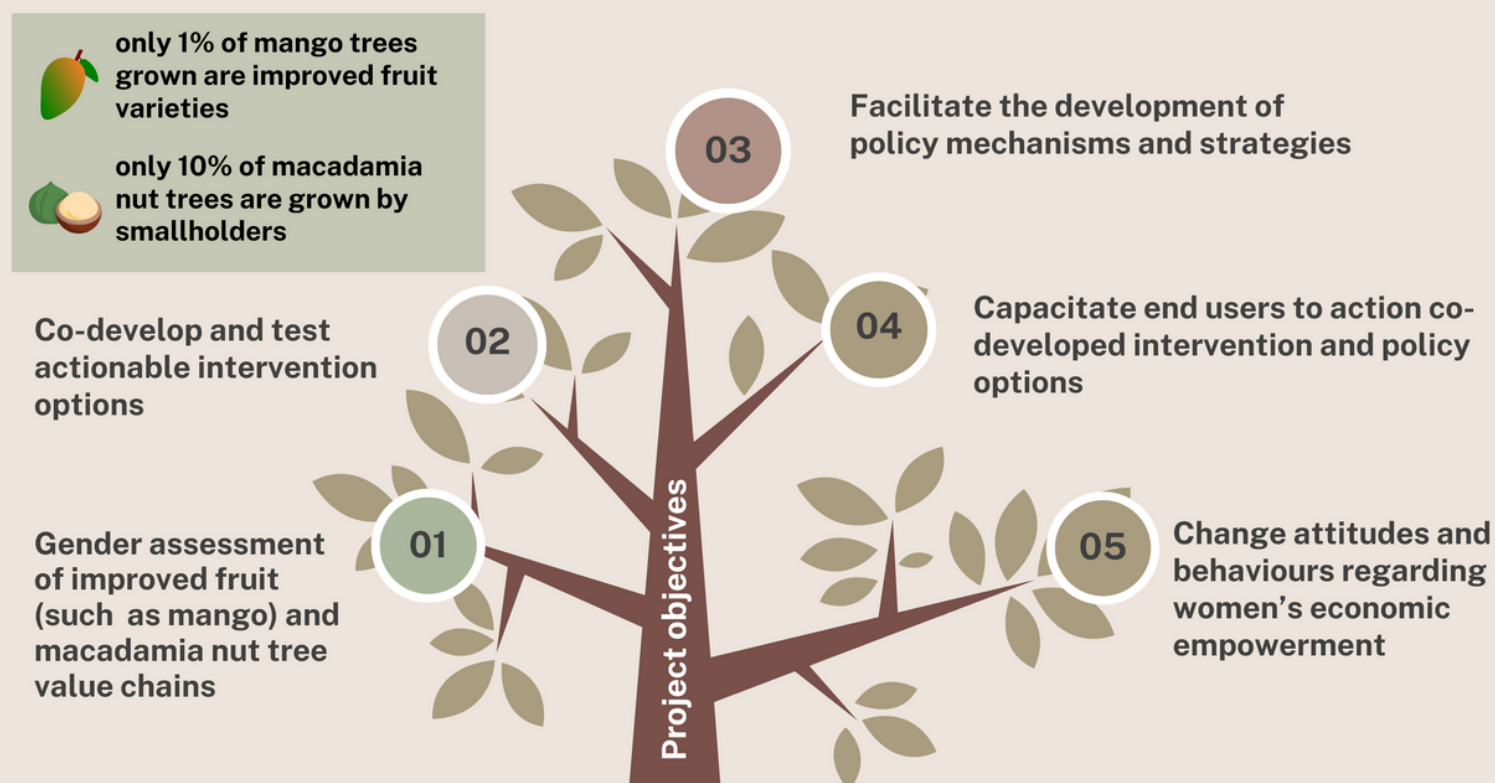 only 1% of mango trees
grown are improved fruit
varieties
only 10% of macadamia
nut trees are grown by
smallholders
03
Facilitate the development of
policy mechanisms and strategies
02
Co-develop and test
actionable intervention
options
04
Capacitate end users to action co-
developed intervention and policy
options
01
Gender assessment
of improved fruit
(such  as mango) and
macadamia nut tree
value chains
05
Change attitudes and
behaviours regarding
women’s economic
empowerment
Project objectives